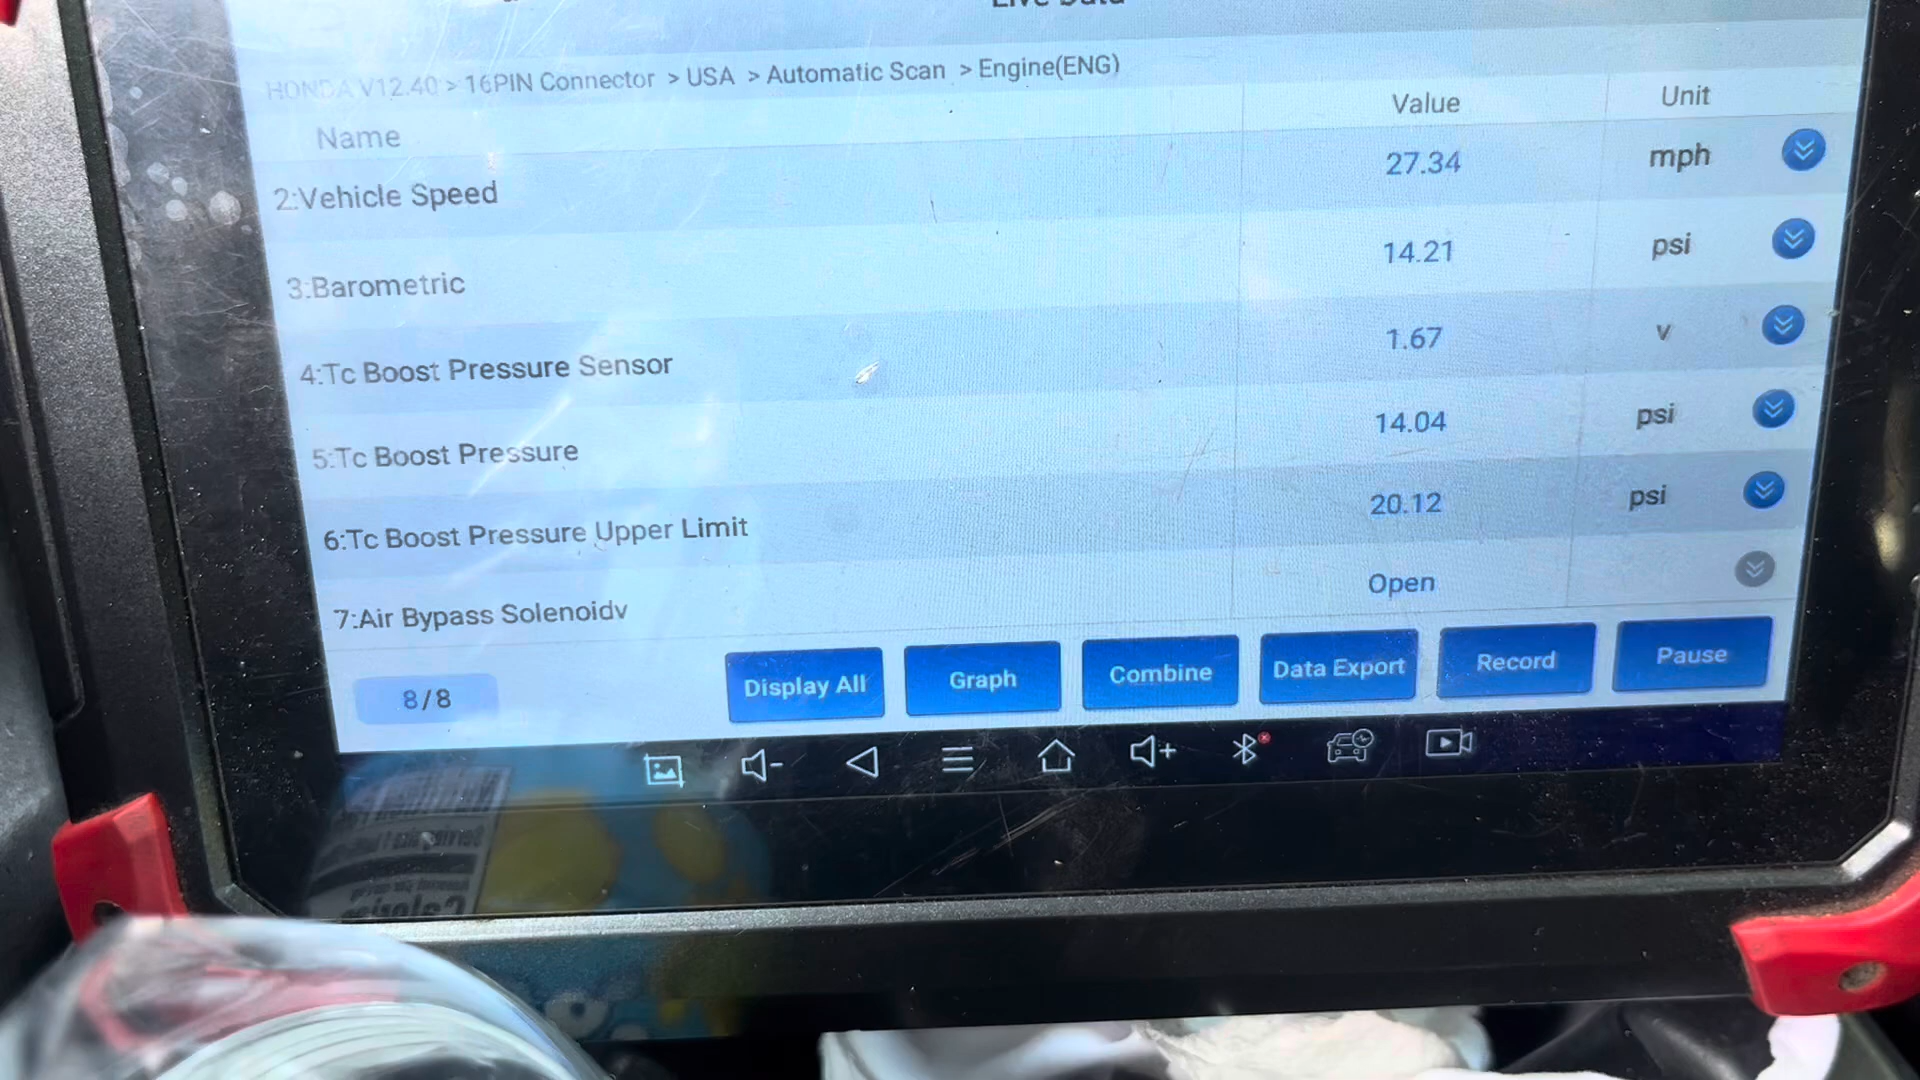 Live Data
HONDA V12.40 > 16PIN Connector > USA > Automatic Scan > Engine(ENG)
Name Value Unit
2:Vehicle Speed 27.34 mph
3:Barometric 14.21 psi
4:Tc Boost Pressure Sensor 1.67 v
5:Tc Boost Pressure 14.04 psi
6:Tc Boost Pressure Upper Limit 20.12 psi
7:Air Bypass Solenoidv Open
8/8 Display All Graph Combine Data Export Record Pause